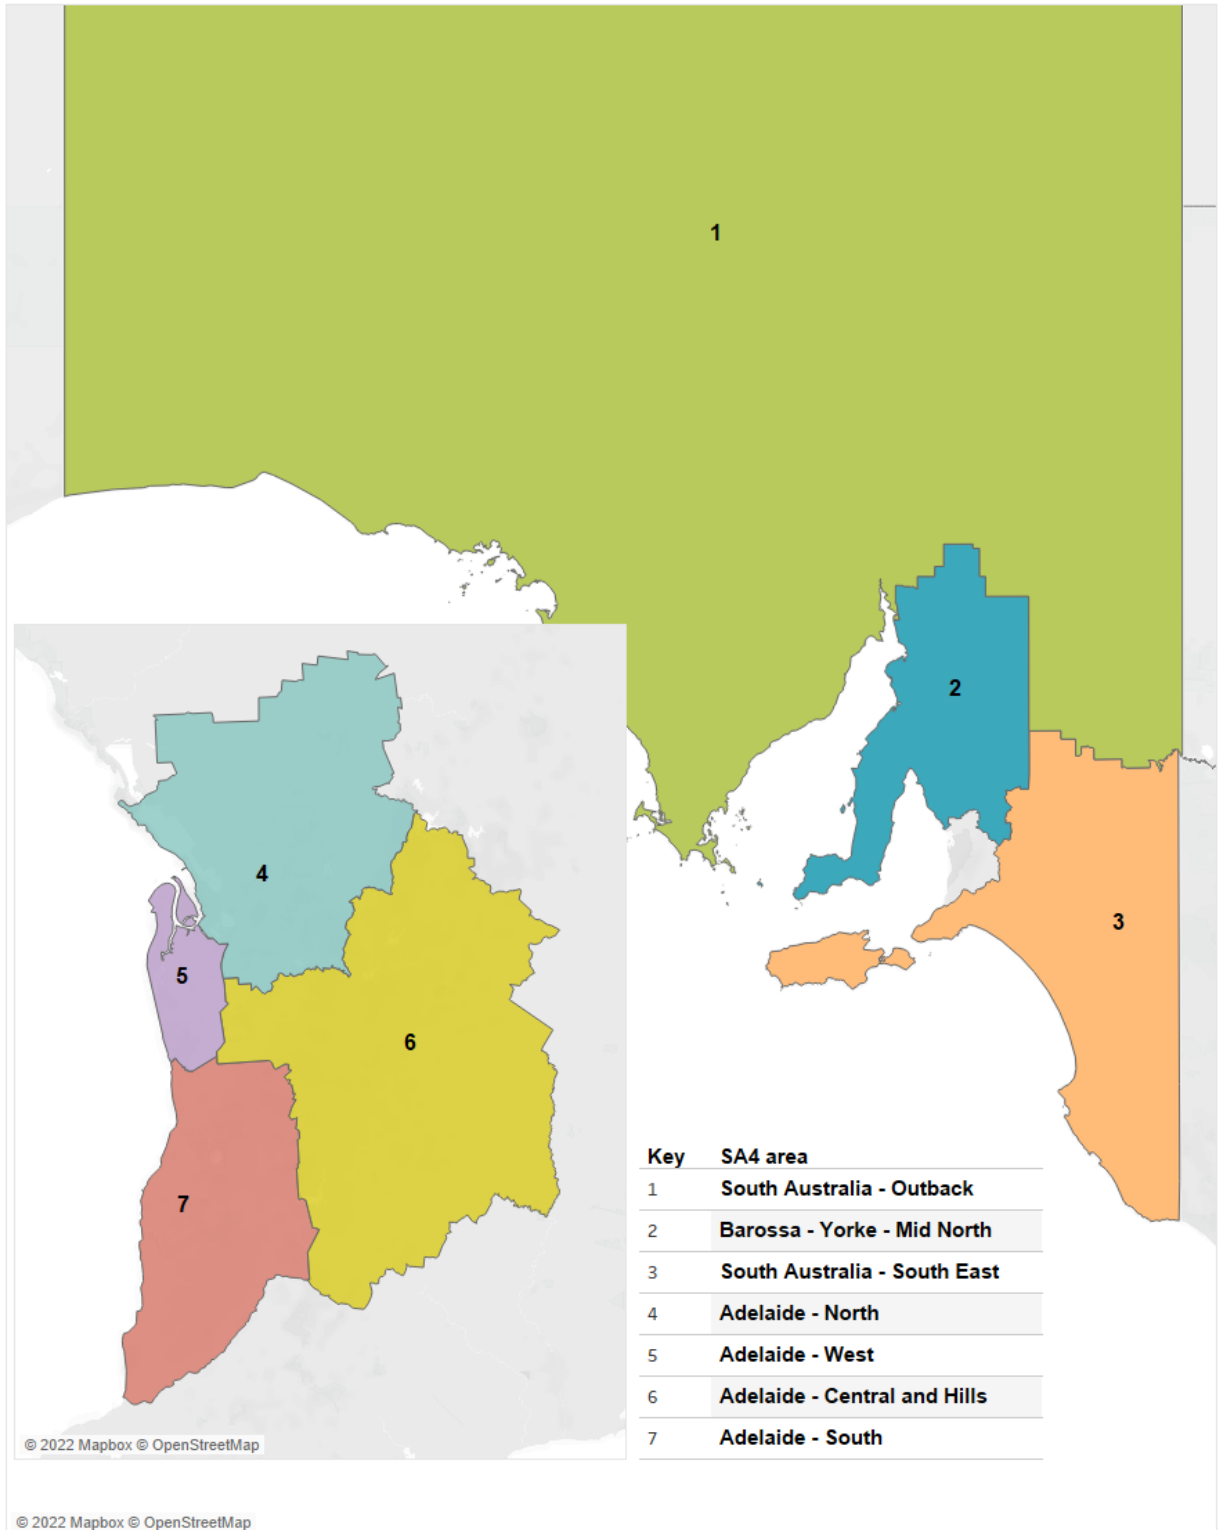 1
2
3
4
5
6
7
Key SA4 area
1 South Australia - Outback
2 Barossa - Yorke - Mid North
3 South Australia - South East
4 Adelaide - North
5 Adelaide - West
6 Adelaide - Central and Hills
7 Adelaide - South
© 2022 Mapbox © OpenStreetMap
© 2022 Mapbox © OpenStreetMap